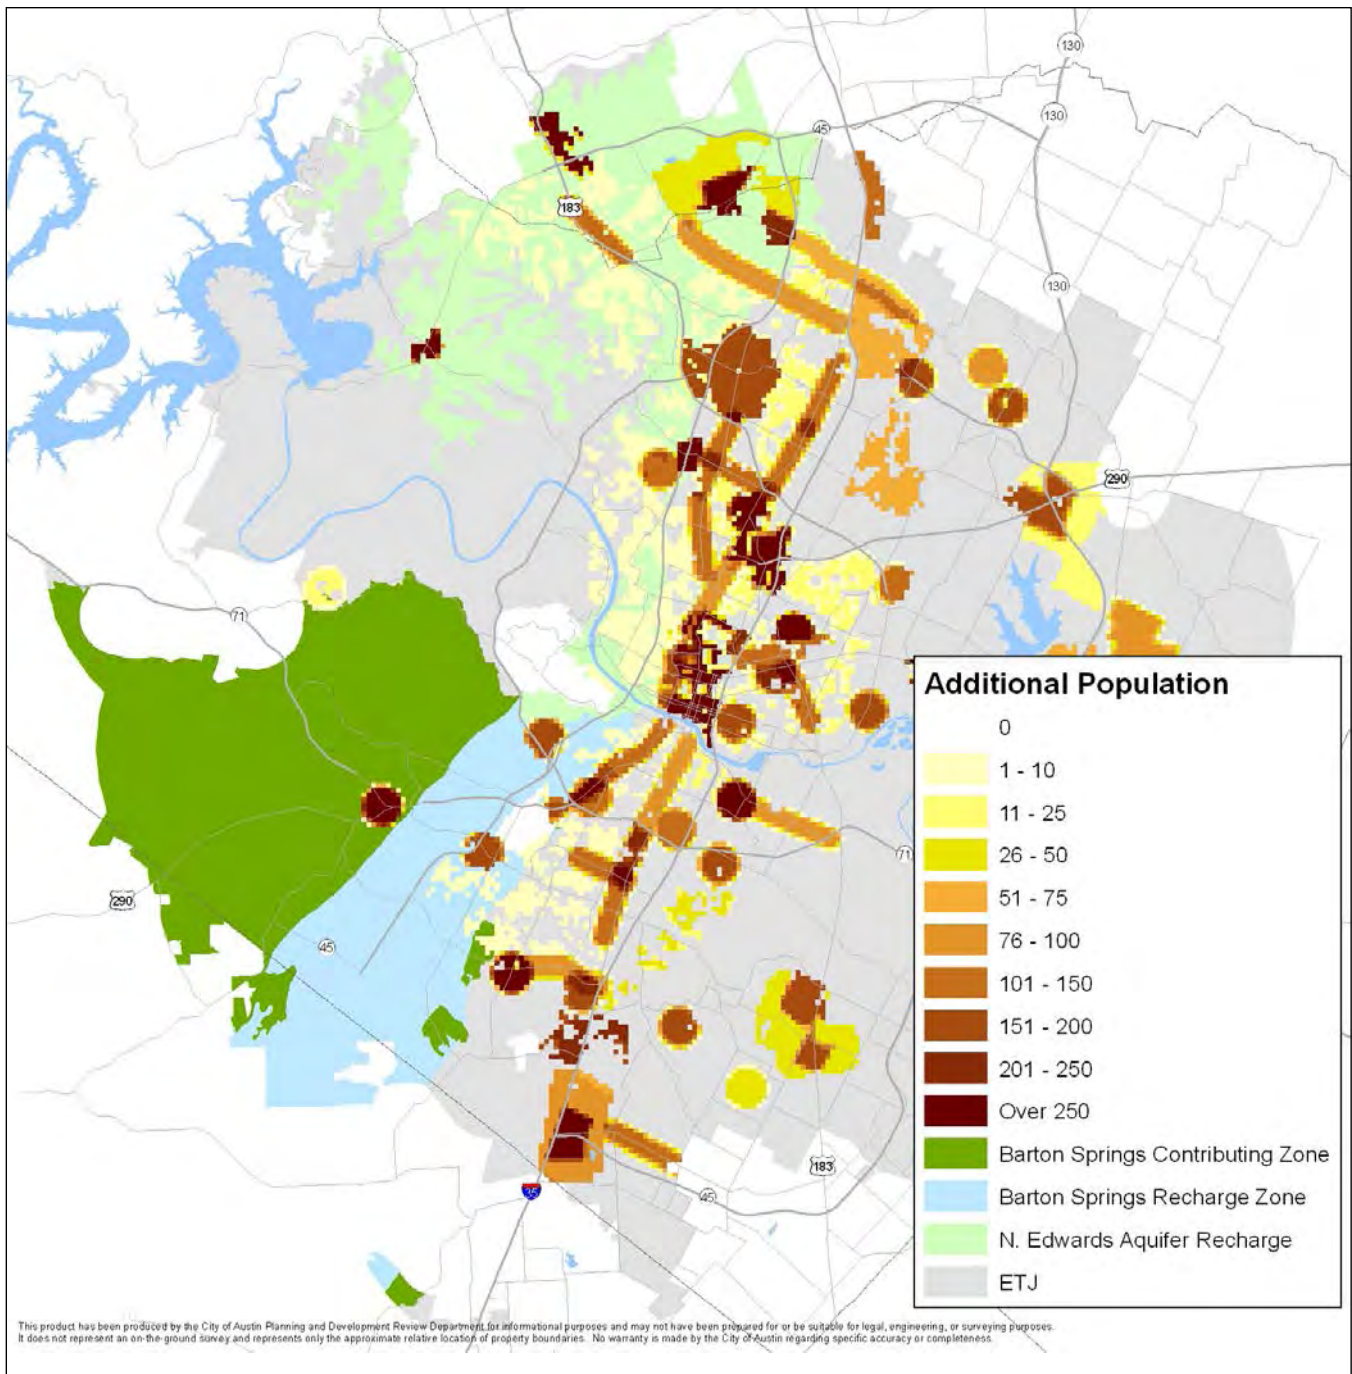 130
130
45
183
130
290
71
Additional Population
0
1 - 10
11 - 25
26 - 50
51 - 75
76 - 100
101 - 150
151 - 200
201 - 250
Over 250
Barton Springs Contributing Zone
Barton Springs Recharge Zone
N. Edwards Aquifer Recharge
ETJ
71
290
45
183
35
45
This product has been produced by the City of Austin Planning and Development Review Department for informational purposes and may not have been prepared for or be suitable for legal, engineering, or surveying purposes.
It does not represent an on-the-ground survey and represents only the approximate relative location of property boundaries. No warranty is made by the City of Austin regarding specific accuracy or completeness.